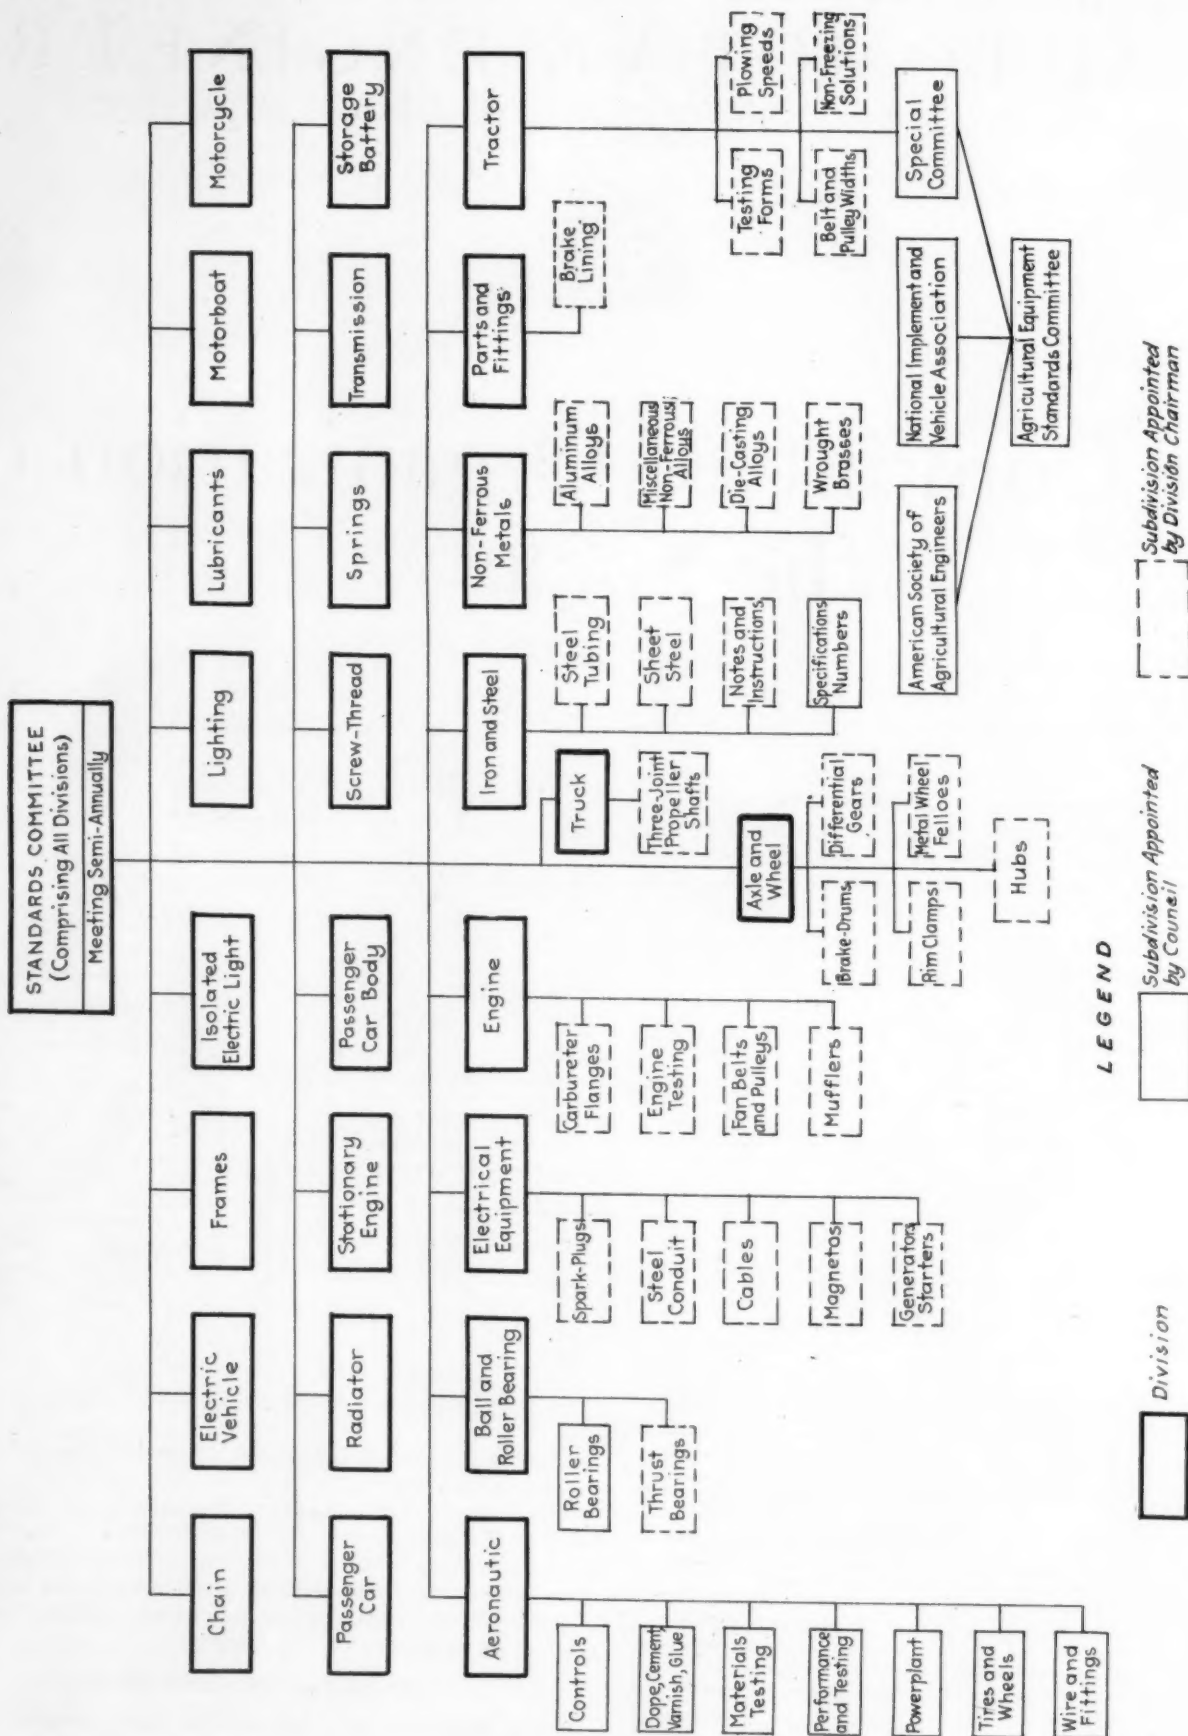 STANDARDS COMMITTEE
(Comprising All Divisions)
Meeting Semi-Annually
Chain
Electric
Vehicle
Frames
Isolated
Electric Light
Lighting
Lubricants
Motorboat
Motorcycle
Passenger
Car
Radiator
Stationary
Engine
Passenger
Car Body
Screw-Thread
Springs
Transmission
Storage
Battery
Aeronautic
Ball and
Roller Bearing
Electrical
Equipment
Engine
Iron and Steel
Non-Ferrous
Metals
Parts and
Fittings
Tractor
Controls
Dope, Cement,
Varnish, Glue
Materials
Testing
Performance
and Testing
Powerplant
Tires and
Wheels
Wire and
Fittings
Roller
Bearings
Thrust
Bearings
Spark-Plugs
Steel
Conduit
Cables
Magnetos
Generator
Starters
Carbureter
Flanges
Engine
Testing
Fan Belts
and Pulleys
Mufflers
Truck
Three-Joint
Propeller
Shafts
Axle and
Wheel
Brake-Drums
Differential
Gears
Rim Clamps
Metal Wheel
Felloes
Hubs
Steel
Tubing
Sheet
Steel
Notes and
Instructions
Specifications
Numbers
Aluminum
Alloys
Miscellaneous
Non-Ferrous
Alloys
Die-Casting
Alloys
Wrought
Brasses
Brake
Lining
Testing
Forms
Plowing
Speeds
Belt and
Pulley Widths
Non-Freezing
Solutions
American Society of
Agricultural Engineers
National Implement and
Vehicle Association
Special
Committee
Agricultural Equipment
Standards Committee
LEGEND
Division
Subdivision Appointed
by Council
Subdivision Appointed
by Division Chairman